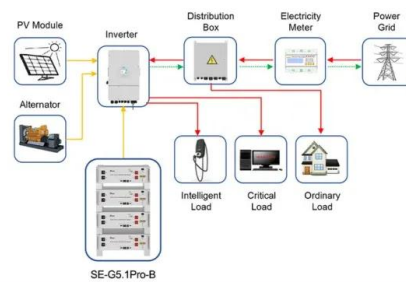 PV Module
Inverter
Distribution
Box
Electricity
Meter
Power
Grid
Alternator
Intelligent
Load
Critical
Load
Ordinary
Load
SE-G5.1Pro-B